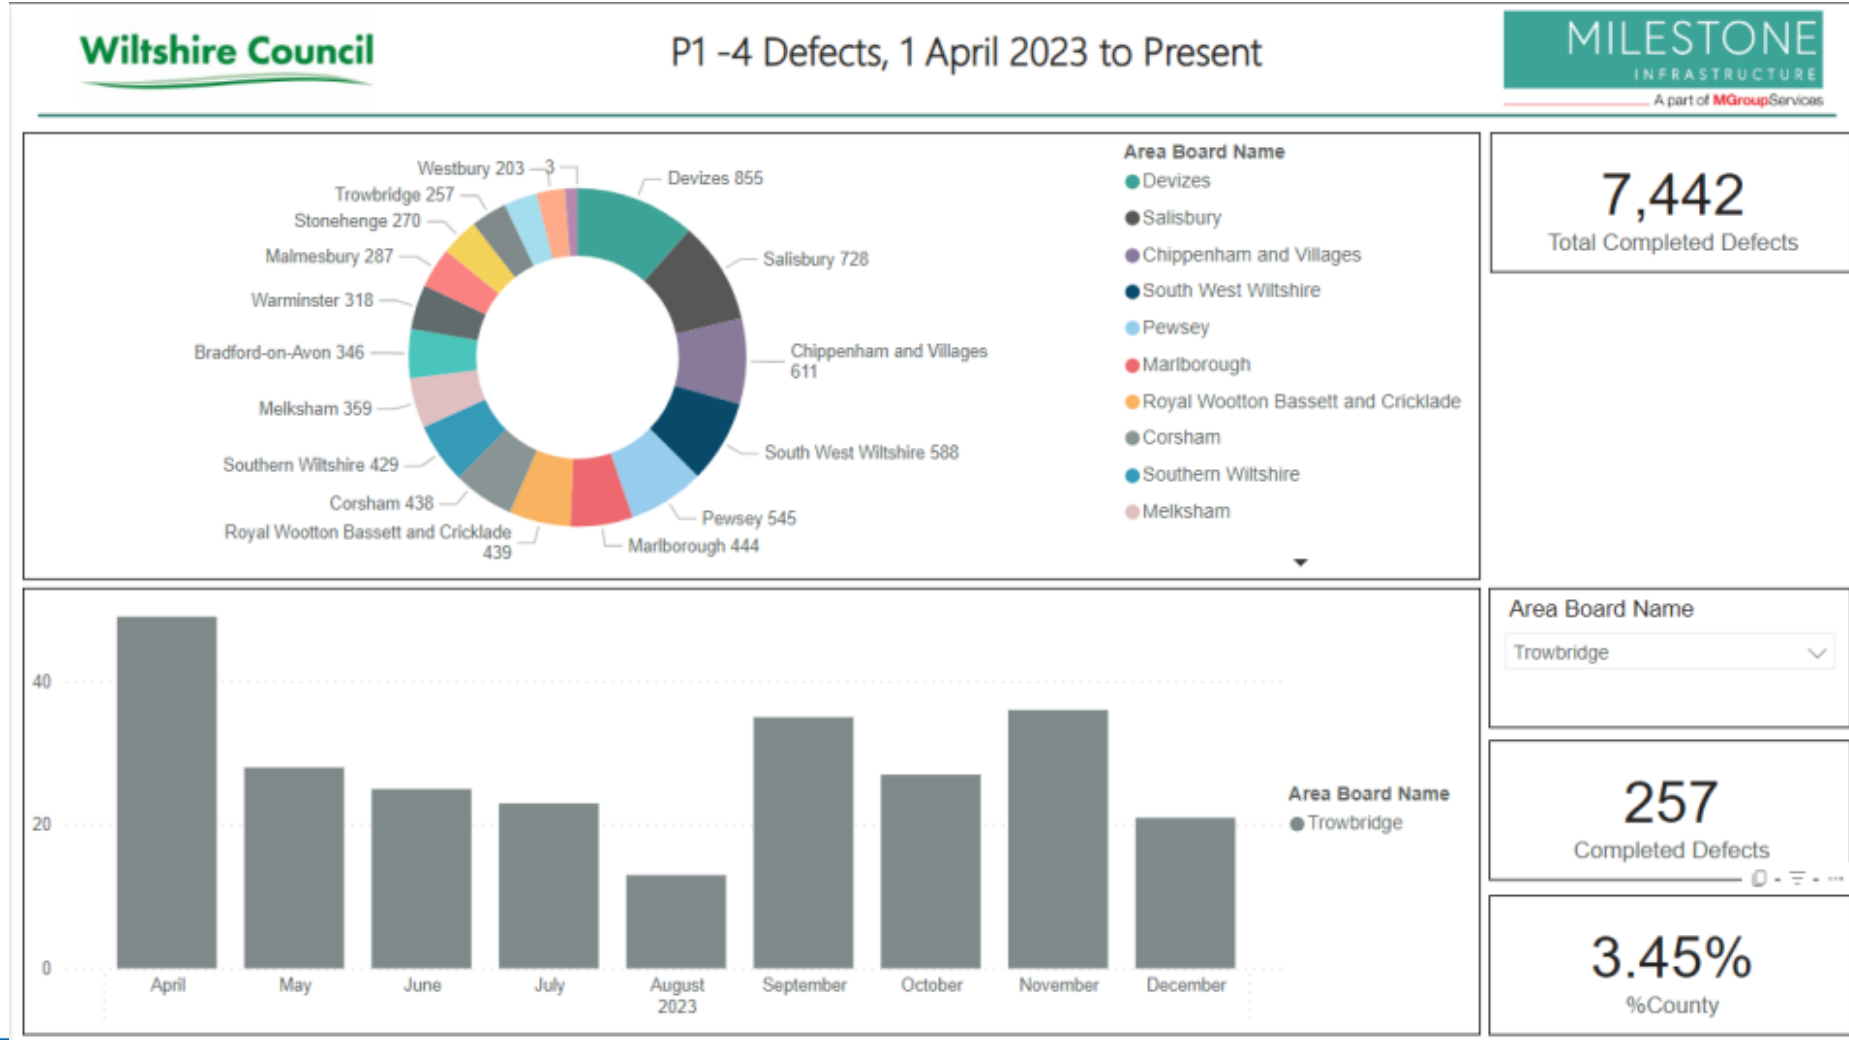 Wiltshire Council
P1 -4 Defects, 1 April 2023 to Present
MILESTONE
INFRASTRUCTURE
A part of MGroupServices
Westbury 203
3
Trowbridge 257
Stonehenge 270
Malmesbury 287
Warminster 318
Bradford-on-Avon 346
Melksham 359
Southern Wiltshire 429
Corsham 438
Royal Wootton Bassett and Cricklade
439
Devizes 855
Salisbury 728
Chippenham and Villages
611
South West Wiltshire 588
Pewsey 545
Marlborough 444
Area Board Name
Devizes
Salisbury
Chippenham and Villages
South West Wiltshire
Pewsey
Marlborough
Royal Wootton Bassett and Cricklade
Corsham
Southern Wiltshire
Melksham
7,442
Total Completed Defects
40
20
0
April
May
June
July
August
2023
September
October
November
December
Area Board Name
Trowbridge
Area Board Name
Trowbridge
257
Completed Defects
3.45%
%County